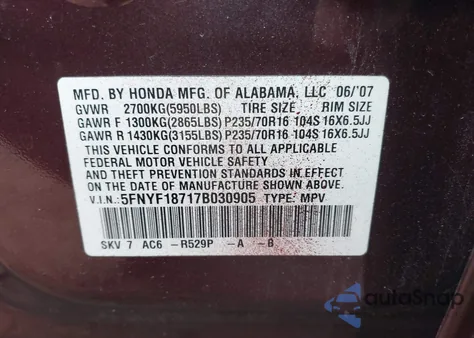 MFD. BY HONDA MFG. OF ALABAMA, LLC 06/'07
GVWR 2700KG(5950LBS) TIRE SIZE RIM SIZE
GAWR F 1300KG(2865LBS) P235/70R16 104S 16X6.5JJ
GAWR R 1430KG(3155LBS) P235/70R16 104S 16X6.5JJ
THIS VEHICLE CONFORMS TO ALL APPLICABLE
FEDERAL MOTOR VEHICLE SAFETY
AND THEFT PREVENTION STANDARDS IN EFFECT
ON THE DATE OF MANUFACTURE SHOWN ABOVE.
V.I.N.: 5FNYF18717B030905 TYPE: MPV
SKV 7 AC6 -R529P -A -B
autoSnap